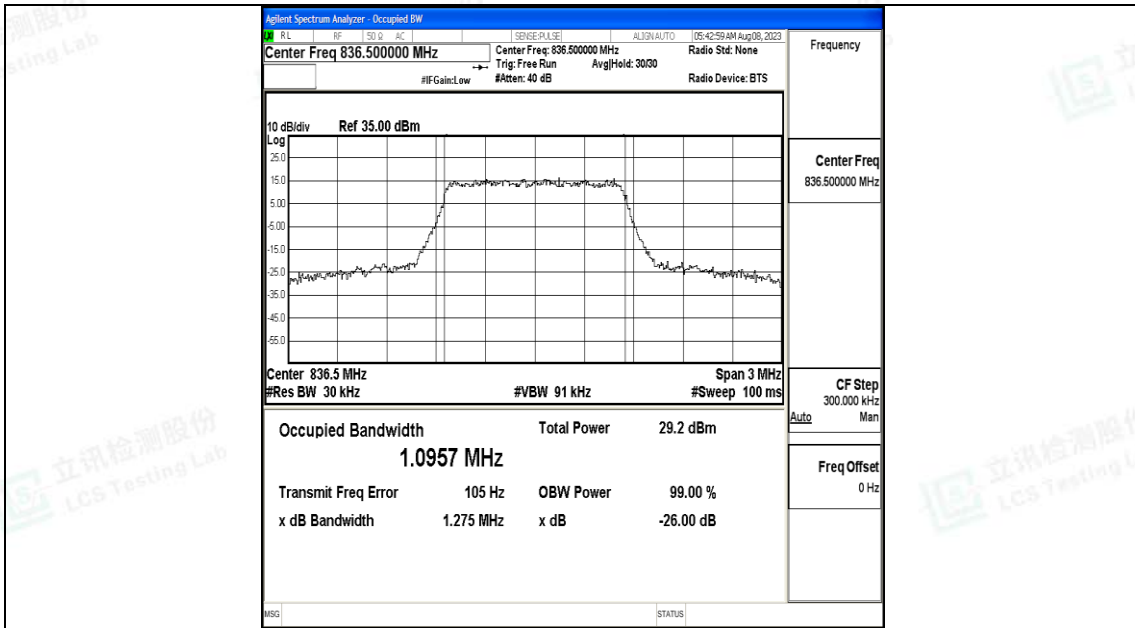 Agilent Spectrum Analyzer - Occupied BW
RL RF 50 Ω AC SENSE:PULSE ALIGN AUTO 05:42:59 AM Aug 08, 2023
Center Freq 836.500000 MHz
Center Freq: 836.500000 MHz
Radio Std: None
Trig: Free Run Avg|Hold: 30/30
#IFGain:Low
#Atten: 40 dB
Radio Device: BTS
Frequency
10 dB/div Ref 35.00 dBm
Log
25.0
15.0
5.00
-5.00
-15.0
-25.0
-35.0
-45.0
-55.0
Center 836.5 MHz
Span 3 MHz
#Res BW 30 kHz
#VBW 91 kHz
#Sweep 100 ms
Center Freq
836.500000 MHz
CF Step
300.000 kHz
Auto Man
Freq Offset
0 Hz
Occupied Bandwidth
1.0957 MHz
Total Power 29.2 dBm
Transmit Freq Error 105 Hz
OBW Power 99.00 %
x dB Bandwidth 1.275 MHz
x dB -26.00 dB
MSG
STATUS
立讯检测股份
LCS Testing Lab
立讯检测股份